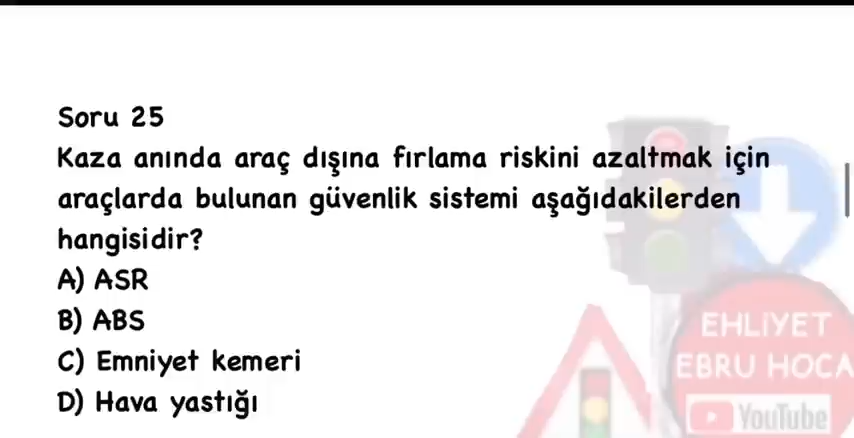 Soru 25
Kaza anında araç dışına fırlama riskini azaltmak için
araçlarda bulunan güvenlik sistemi aşağıdakilerden
hangisidir?
A) ASR
B) ABS
C) Emniyet kemeri
D) Hava yastığı
EHLİYET
EBRU HOCA
YouTube